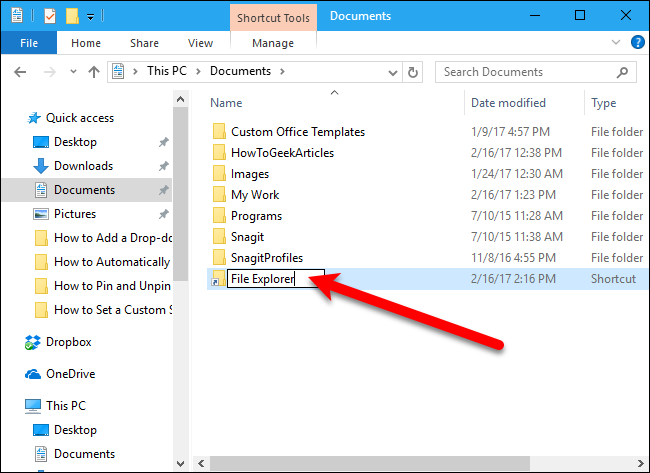 Shortcut Tools Documents
File Home Share View Manage
This PC Documents Search Documents
Name Date modified Type
Quick access
Desktop
Downloads
Documents
Pictures
How to Add a Drop-d
How to Automatically
How to Pin and Unpin
How to Set a Custom S
Dropbox
OneDrive
This PC
Desktop
Documents
Custom Office Templates 1/9/17 4:57 PM File folder
HowToGeekArticles 2/16/17 12:38 PM File folder
Images 1/24/17 12:30 AM File folder
My Work 2/16/17 1:23 PM File folder
Programs 7/10/15 11:28 AM File folder
Snagit 7/10/15 11:38 AM File folder
SnagitProfiles 11/8/16 4:55 PM File folder
File Explorer 2/16/17 2:16 PM Shortcut